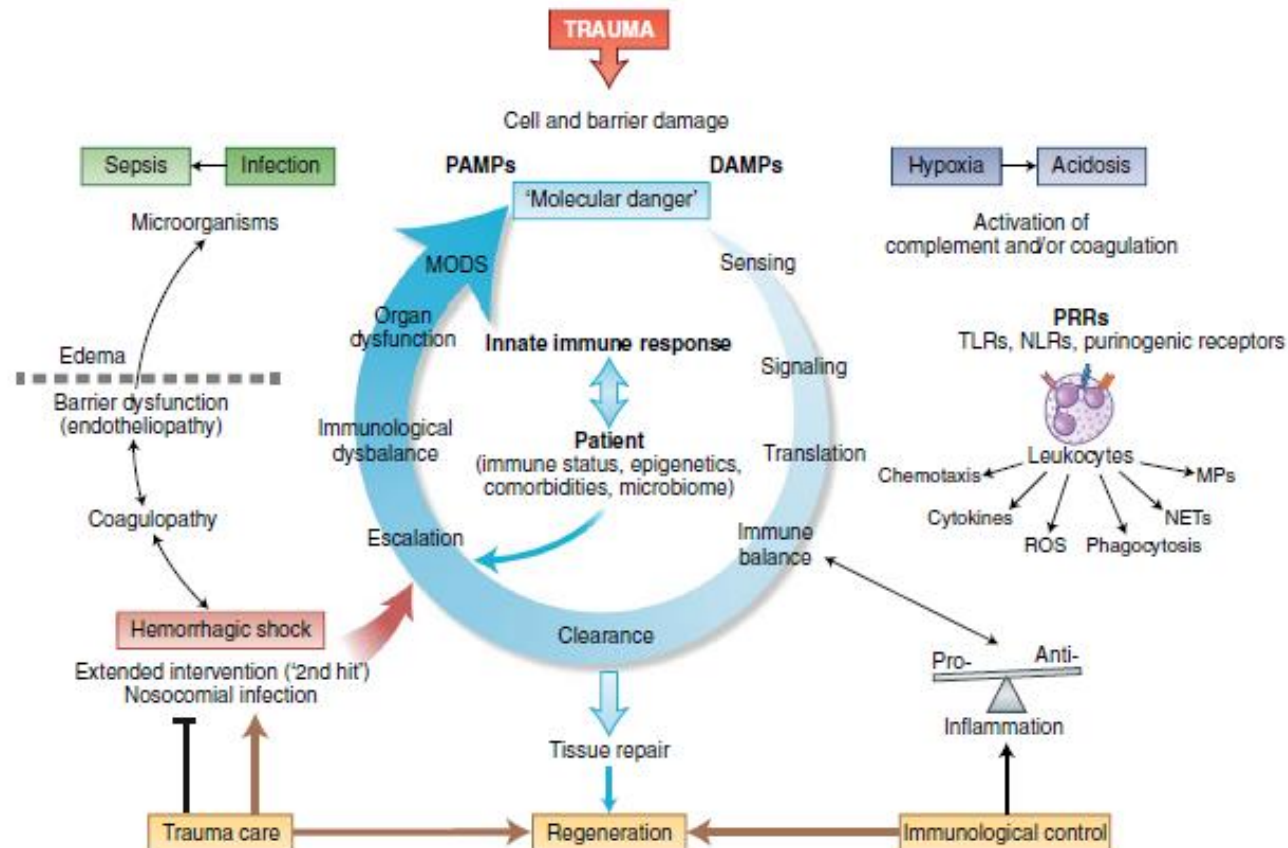 TRAUMA
Cell and barrier damage
PAMPs
DAMPs
'Molecular danger'
Sepsis
Infection
Microorganisms
Edema
Barrier dysfunction
(endotheliopathy)
Coagulopathy
Hemorrhagic shock
Extended intervention ('2nd hit')
Nosocomial infection
Sensing
Signaling
Translation
Immune
balance
Clearance
Escalation
Immunological
dysbalance
Organ
dysfunction
MODS
Innate immune response
Patient
(immune status, epigenetics,
comorbidities, microbiome)
Hypoxia
Acidosis
Activation of
complement and/or coagulation
PRRs
TLRs, NLRs, purinogenic receptors
Leukocytes
Chemotaxis
MPs
Cytokines
NETs
ROS
Phagocytosis
Pro-
Anti-
Inflammation
Tissue repair
Trauma care
Regeneration
Immunological control